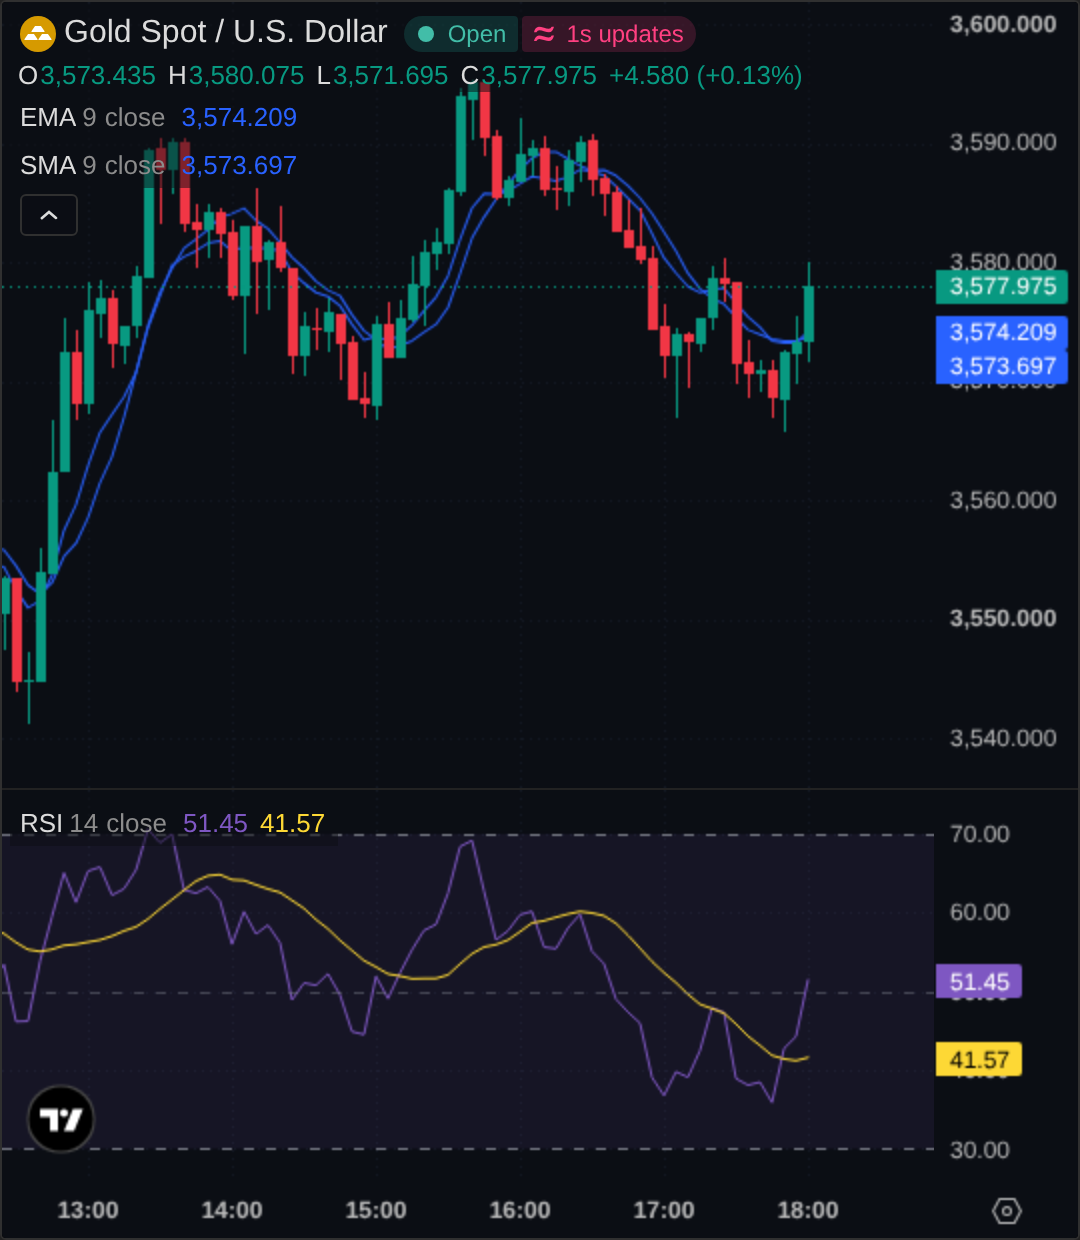 Gold Spot / U.S. Dollar Open 1s updates
O3,573.435 H3,580.075 L3,571.695 C3,577.975 +4.580 (+0.13%)
EMA 9 close 3,574.209
SMA 9 close 3,573.697
3,600.000
3,590.000
3,580.000
3,577.975
3,574.209
3,573.697
3,560.000
3,550.000
3,540.000
RSI 14 close 51.45 41.57
70.00
60.00
51.45
41.57
30.00
13:00 14:00 15:00 16:00 17:00 18:00